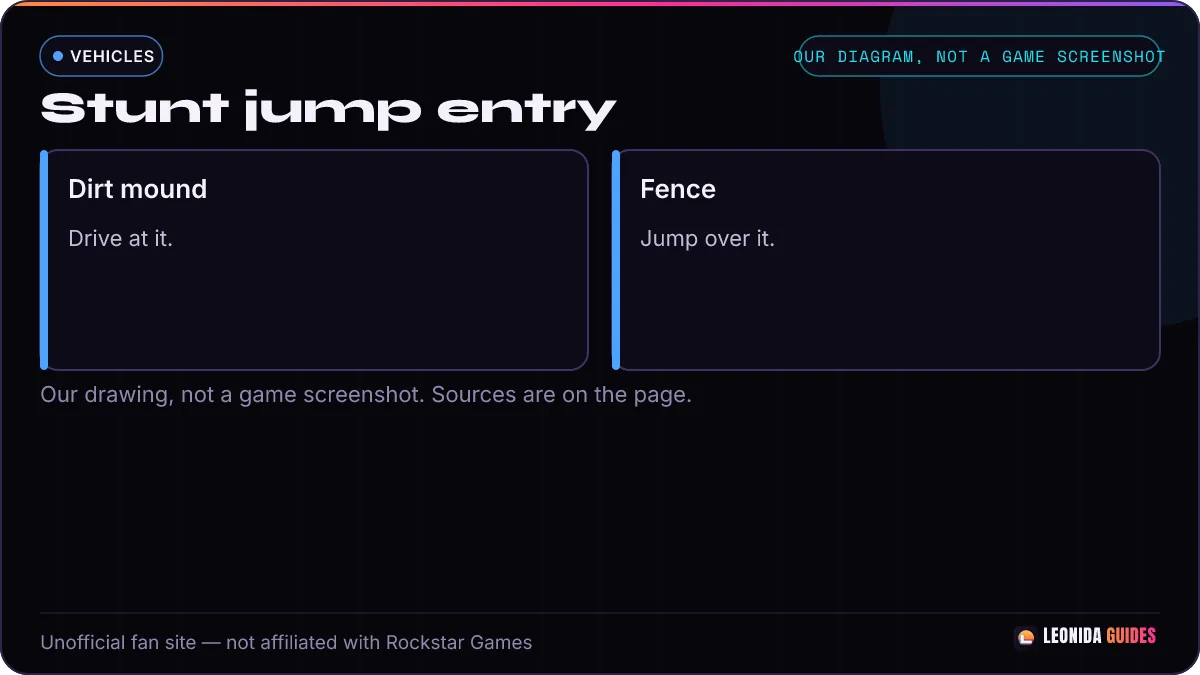 VEHICLES
OUR DIAGRAM, NOT A GAME SCREENSHOT
Stunt jump entry
Dirt mound
Drive at it.
Fence
Jump over it.
Our drawing, not a game screenshot. Sources are on the page.
Unofficial fan site — not affiliated with Rockstar Games
LEONIDA GUIDES